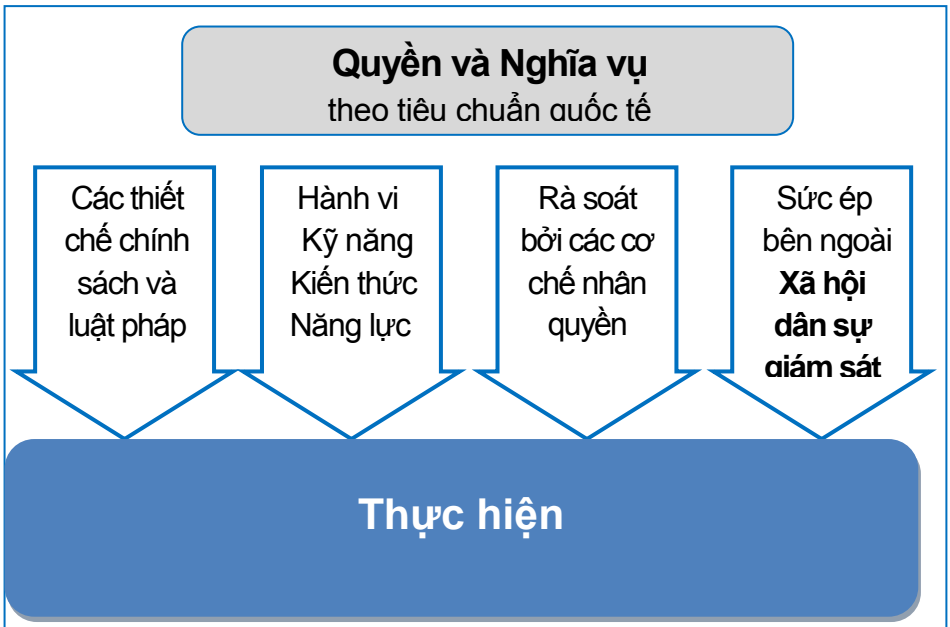 Quyền và Nghĩa vụ
theo tiêu chuẩn quốc tế
Các thiết
chế chính
sách và
luật pháp
Hành vi
Kỹ năng
Kiến thức
Năng lực
Rà soát
bởi các cơ
chế nhân
quyền
Sức ép
bên ngoài
Xã hội
dân sự
giám sát
Thực hiện